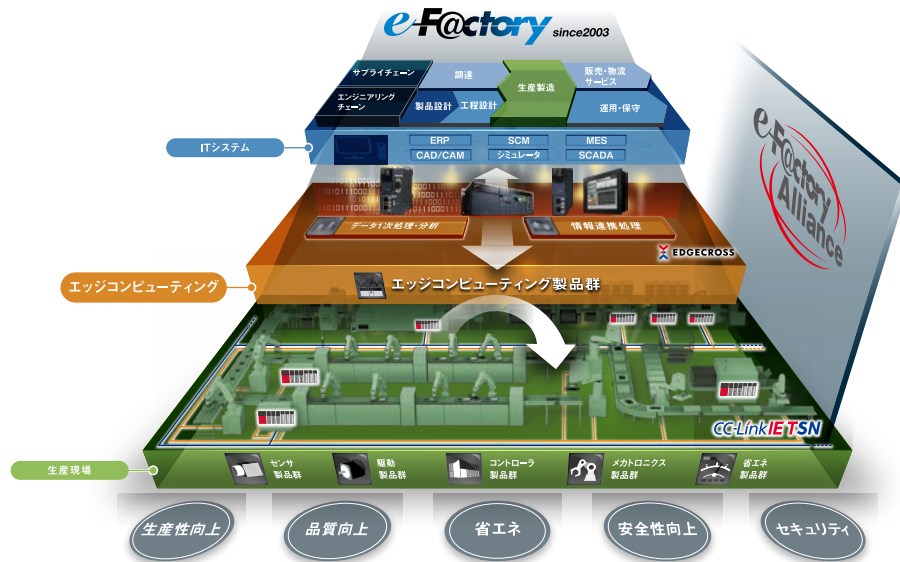 e-F@ctory since2003
サプライチェーン
調達
生産製造
販売・物流
サービス
エンジニアリング
チェーン
製品設計
工程設計
運用・保守
ITシステム
ERP
SCM
MES
CAD/CAM
シミュレータ
SCADA
e-F@ctory
Alliance
データ1次処理・分析
情報連携処理
EDGECROSS
エッジコンピューティング
エッジコンピューティング製品群
CC-Link IE TSN
生産現場
センサ
製品群
駆動
製品群
コントローラ
製品群
メカトロニクス
製品群
省エネ
製品群
生産性向上
品質向上
省エネ
安全性向上
セキュリティ